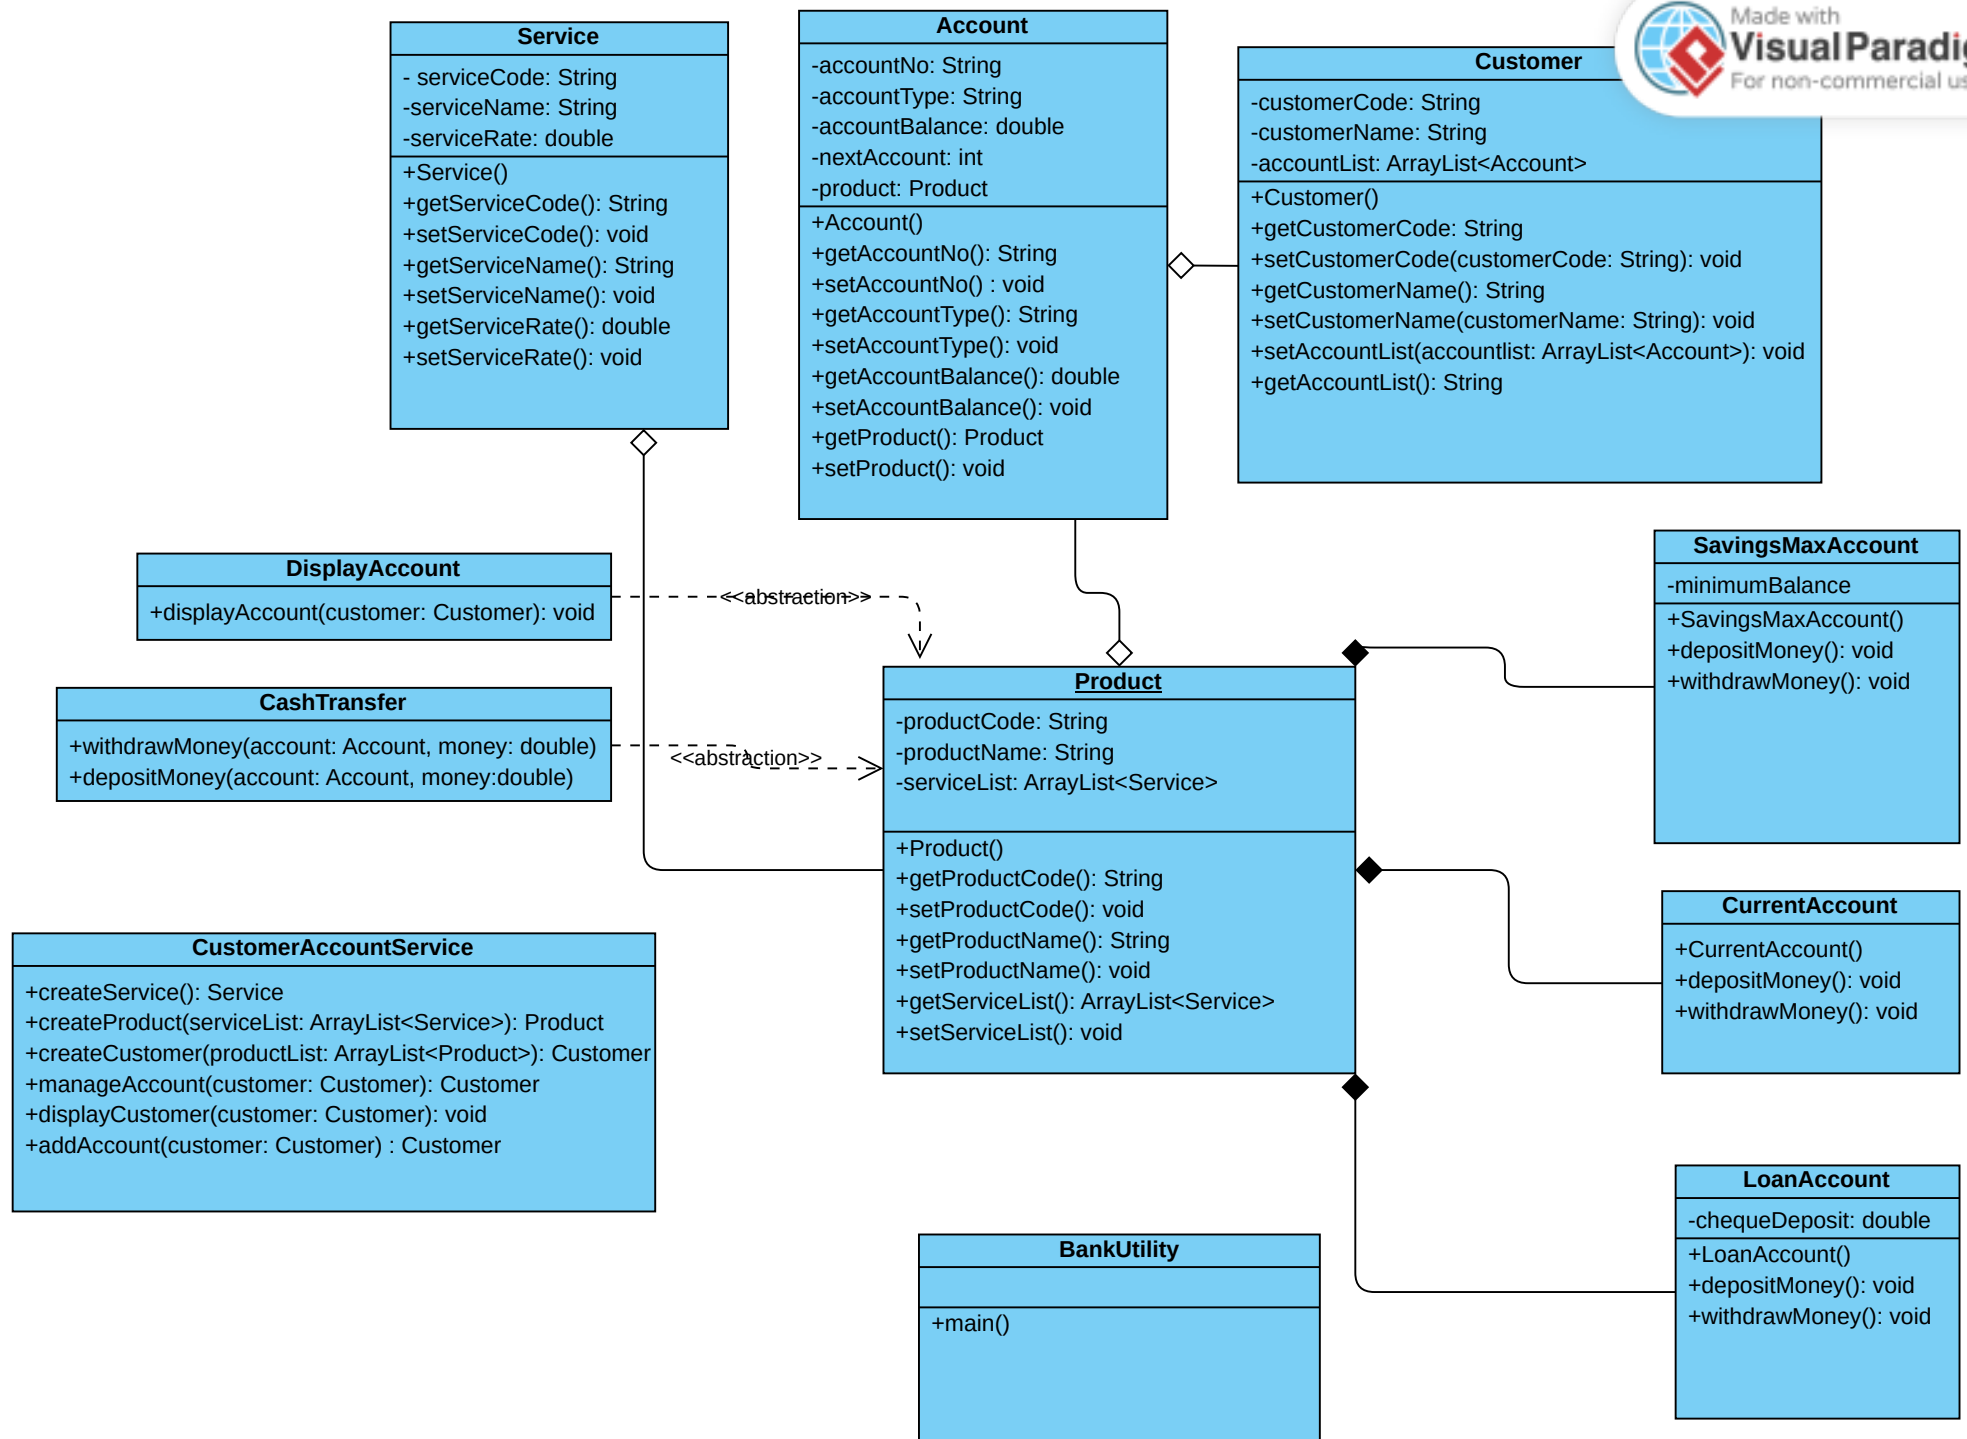 Made with
Visual Paradig
For non-commercial us
Service
- serviceCode: String
-serviceName: String
-serviceRate: double
+Service()
+getServiceCode(): String
+setServiceCode(): void
+getServiceName(): String
+setServiceName(): void
+getServiceRate(): double
+setServiceRate(): void
Account
-accountNo: String
-accountType: String
-accountBalance: double
-nextAccount: int
-product: Product
+Account()
+getAccountNo(): String
+setAccountNo() : void
+getAccountType(): String
+setAccountType(): void
+getAccountBalance(): double
+setAccountBalance(): void
+getProduct(): Product
+setProduct(): void
Customer
-customerCode: String
-customerName: String
-accountList: ArrayList<Account>
+Customer()
+getCustomerCode: String
+setCustomerCode(customerCode: String): void
+getCustomerName(): String
+setCustomerName(customerName: String): void
+setAccountList(accountlist: ArrayList<Account>): void
+getAccountList(): String
DisplayAccount
+displayAccount(customer: Customer): void
<<abstraction>>
CashTransfer
+withdrawMoney(account: Account, money: double)
+depositMoney(account: Account, money:double)
<<abstraction>>
Product
-productCode: String
-productName: String
-serviceList: ArrayList<Service>
+Product()
+getProductCode(): String
+setProductCode(): void
+getProductName(): String
+setProductName(): void
+getServiceList(): ArrayList<Service>
+setServiceList(): void
SavingsMaxAccount
-minimumBalance
+SavingsMaxAccount()
+depositMoney(): void
+withdrawMoney(): void
CurrentAccount
+CurrentAccount()
+depositMoney(): void
+withdrawMoney(): void
CustomerAccountService
+createService(): Service
+createProduct(serviceList: ArrayList<Service>): Product
+createCustomer(productList: ArrayList<Product>): Customer
+manageAccount(customer: Customer): Customer
+displayCustomer(customer: Customer): void
+addAccount(customer: Customer) : Customer
LoanAccount
-chequeDeposit: double
+LoanAccount()
+depositMoney(): void
+withdrawMoney(): void
BankUtility
+main()